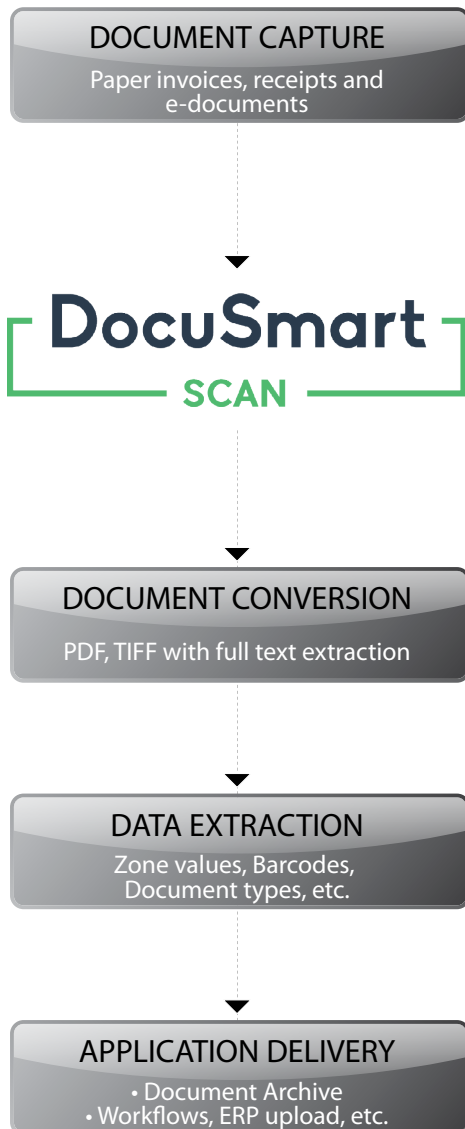 DOCUMENT CAPTURE
Paper invoices, receipts and
e-documents
DocuSmart
SCAN
DOCUMENT CONVERSION
PDF, TIFF with full text extraction
DATA EXTRACTION
Zone values, Barcodes,
Document types, etc.
APPLICATION DELIVERY
• Document Archive
• Workflows, ERP upload, etc.